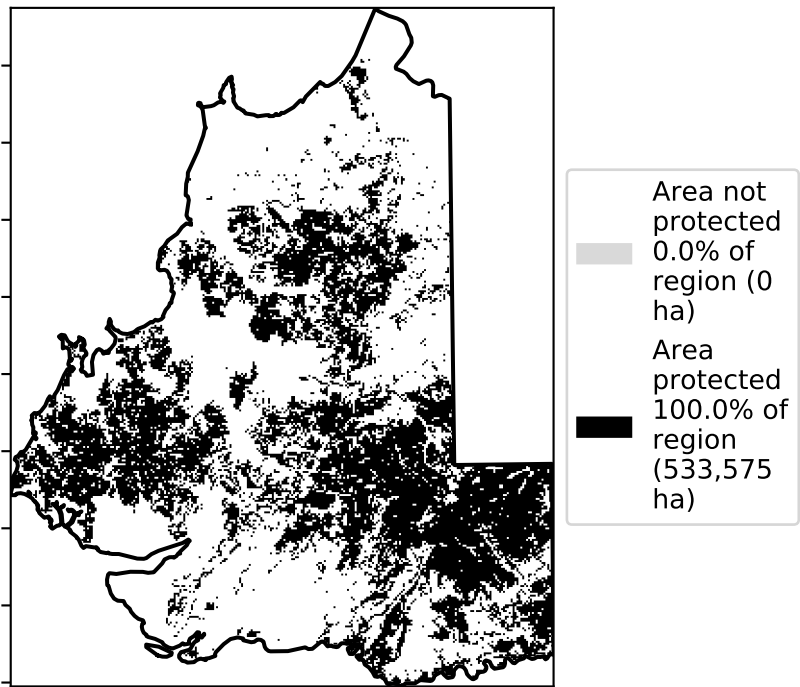 Area not
protected
0.0% of
region (0
ha)
Area
protected
100.0% of
region
(533,575
ha)